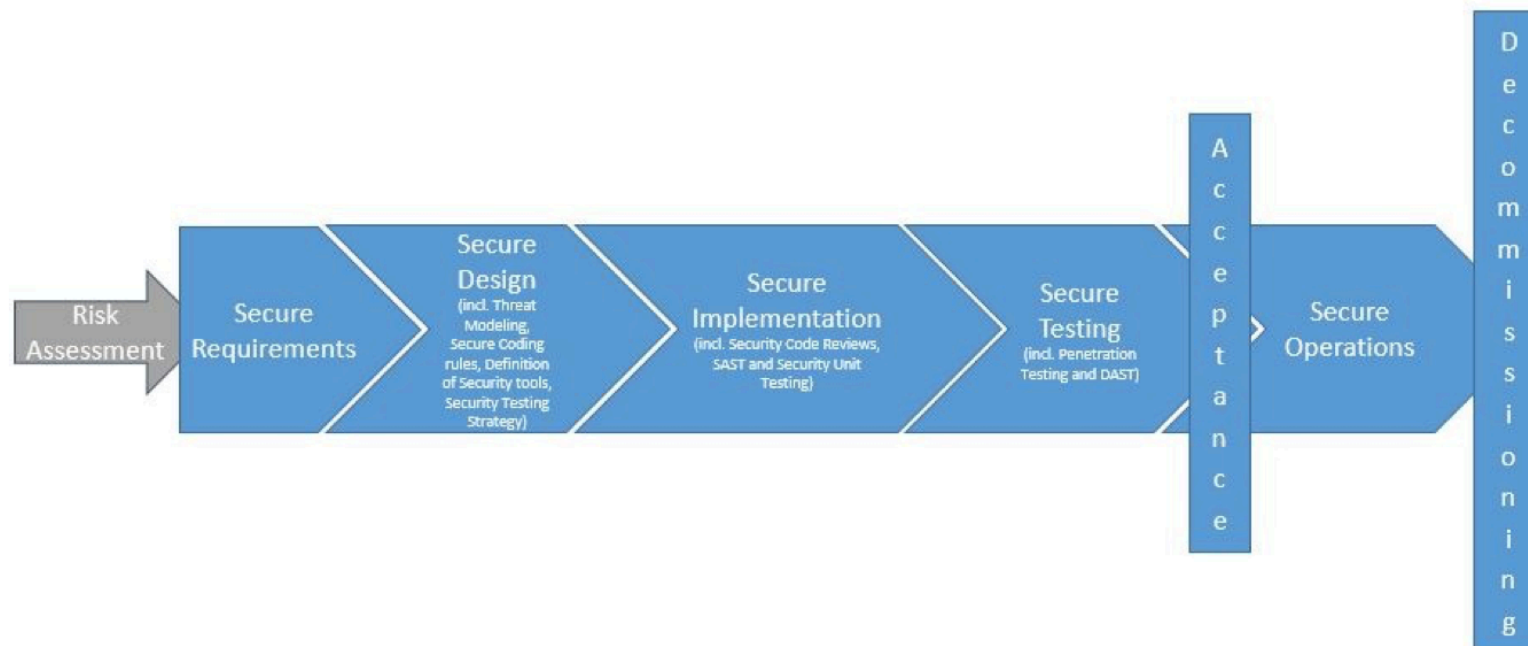 Risk
Assessment
Secure
Requirements
Secure
Design
(incl. Threat
Modeling,
Secure Coding
rules, Definition
of Security tools,
Security Testing
Strategy)
Secure
Implementation
(incl. Security Code Reviews,
SAST and Security Unit
Testing)
Secure
Testing
(incl. Penetration
Testing and DAST)
Acceptance
Secure
Operations
Decommissioning